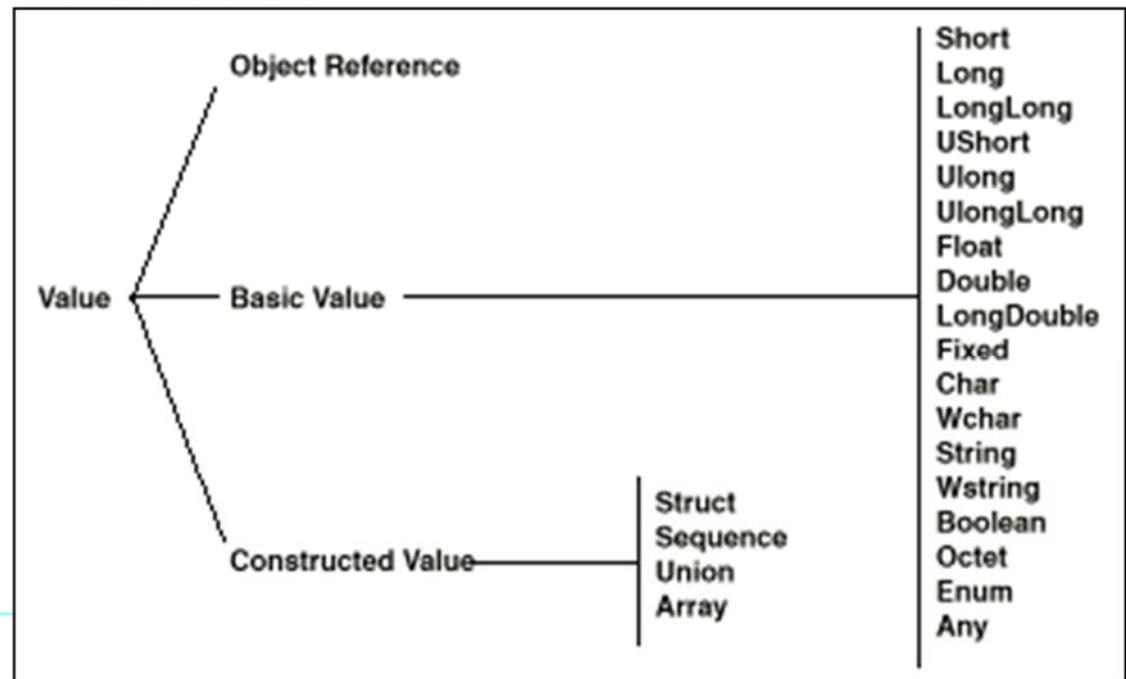 Object Reference
Value
Basic Value
Constructed Value
Struct
Sequence
Union
Array
Short
Long
LongLong
UShort
Ulong
UlongLong
Float
Double
LongDouble
Fixed
Char
Wchar
String
Wstring
Boolean
Octet
Enum
Any